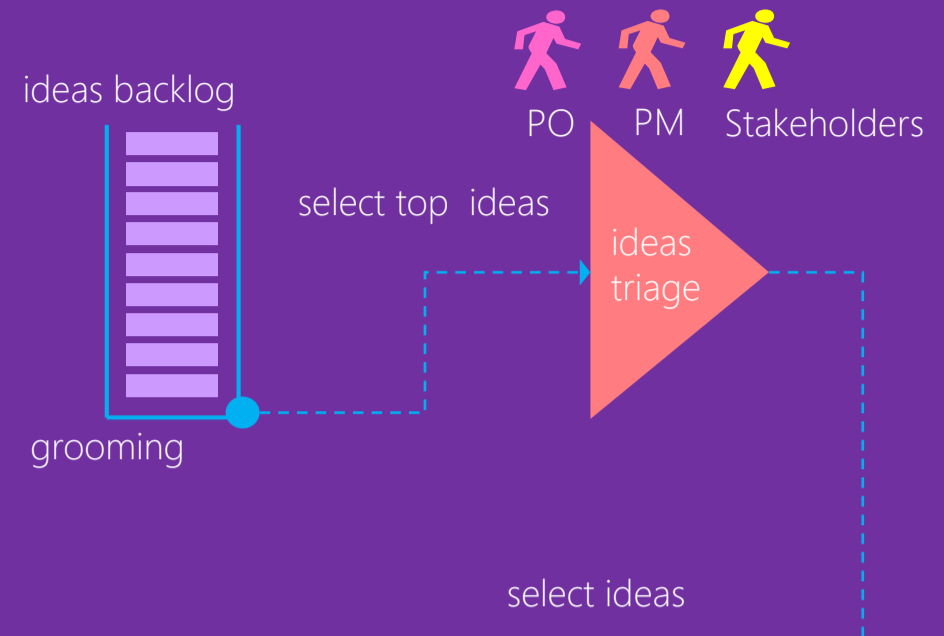 ideas backlog
PO
PM
Stakeholders
select top  ideas
ideas
triage
grooming
select ideas